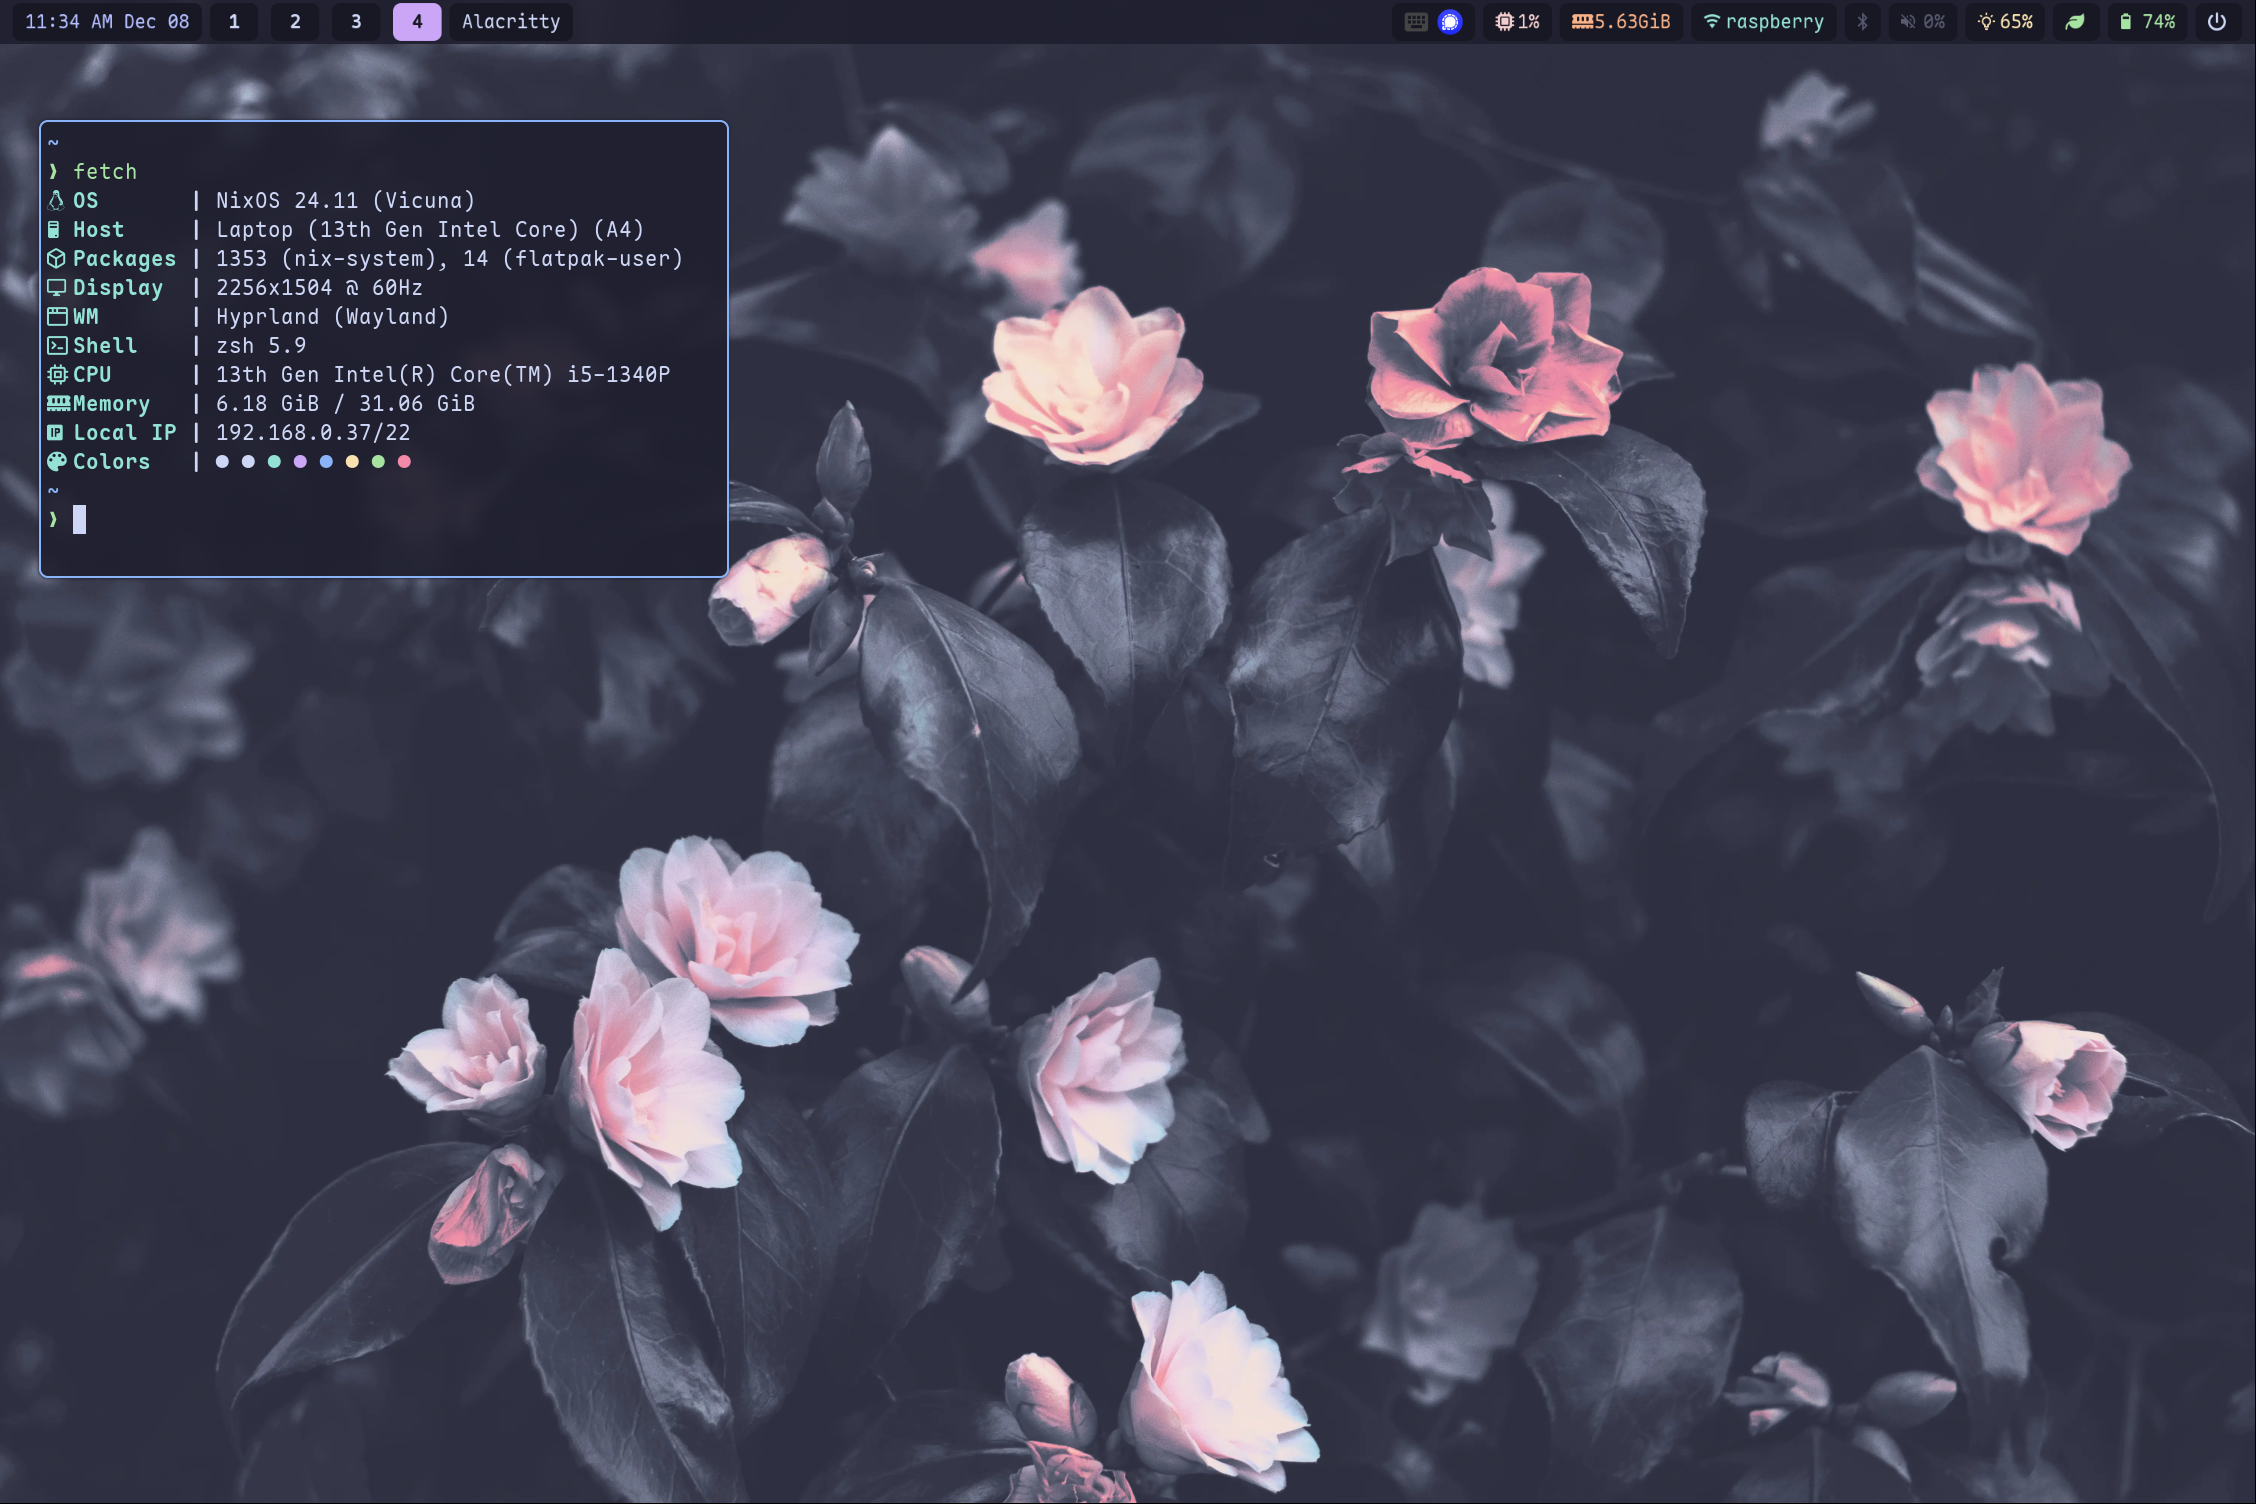 11:34 AM Dec 08 1 2 3 4 Alacritty 1% 5.63GiB raspberry 0% 65% 74%
~
❯ fetch
OS | NixOS 24.11 (Vicuna)
Host | Laptop (13th Gen Intel Core) (A4)
Packages | 1353 (nix-system), 14 (flatpak-user)
Display | 2256x1504 @ 60Hz
WM | Hyprland (Wayland)
Shell | zsh 5.9
CPU | 13th Gen Intel(R) Core(TM) i5-1340P
Memory | 6.18 GiB / 31.06 GiB
Local IP | 192.168.0.37/22
Colors | ● ● ● ● ● ● ● ●
~
❯